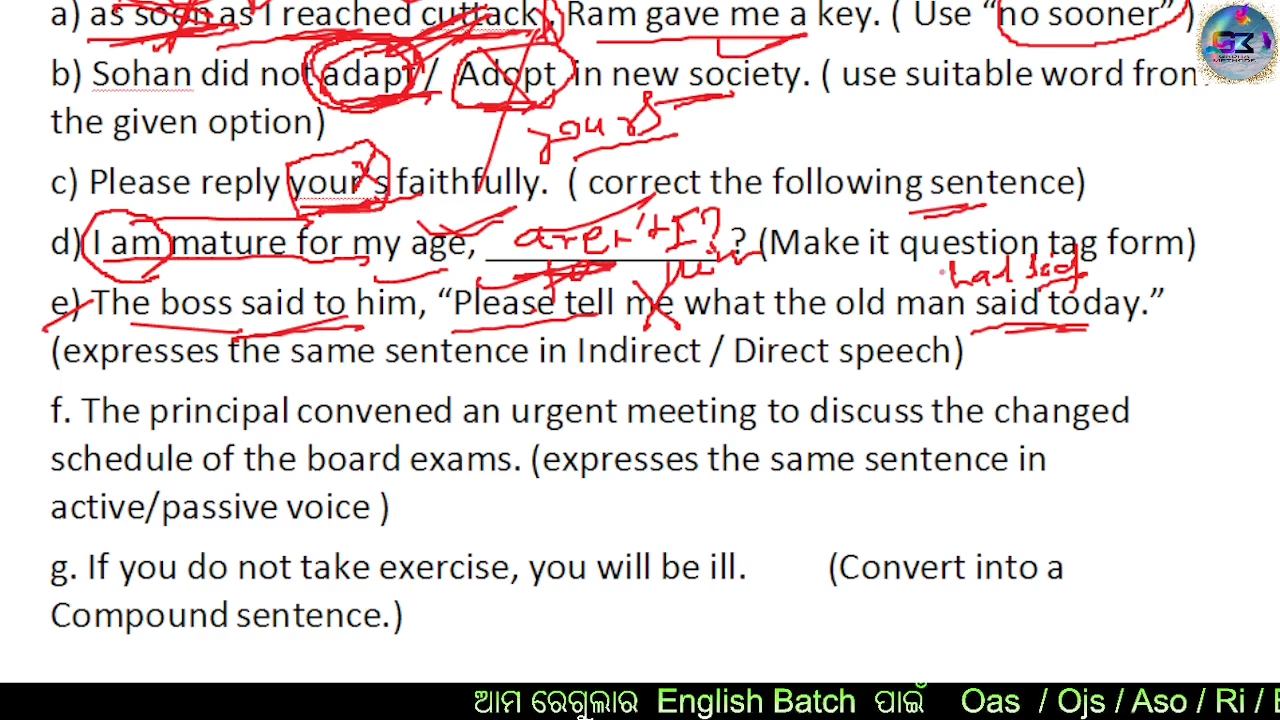 a) as soon as I reached cuttack , Ram gave me a key. ( Use “no sooner” )
b) Sohan did not adapt / Adopt in new society. ( use suitable word from
the given option)
yours
c) Please reply your s faithfully. ( correct the following sentence)
d) I am mature for my age, aren't I? ? (Make it question tag form)
had
e) The boss said to him, “Please tell me what the old man said today.”
(expresses the same sentence in Indirect / Direct speech)
f. The principal convened an urgent meeting to discuss the changed
schedule of the board exams. (expresses the same sentence in
active/passive voice )
g. If you do not take exercise, you will be ill. (Convert into a
Compound sentence.)
ଆମ ରେଗୁଲାର English Batch ପାଇଁ Oas / Ojs / Aso / Ri /